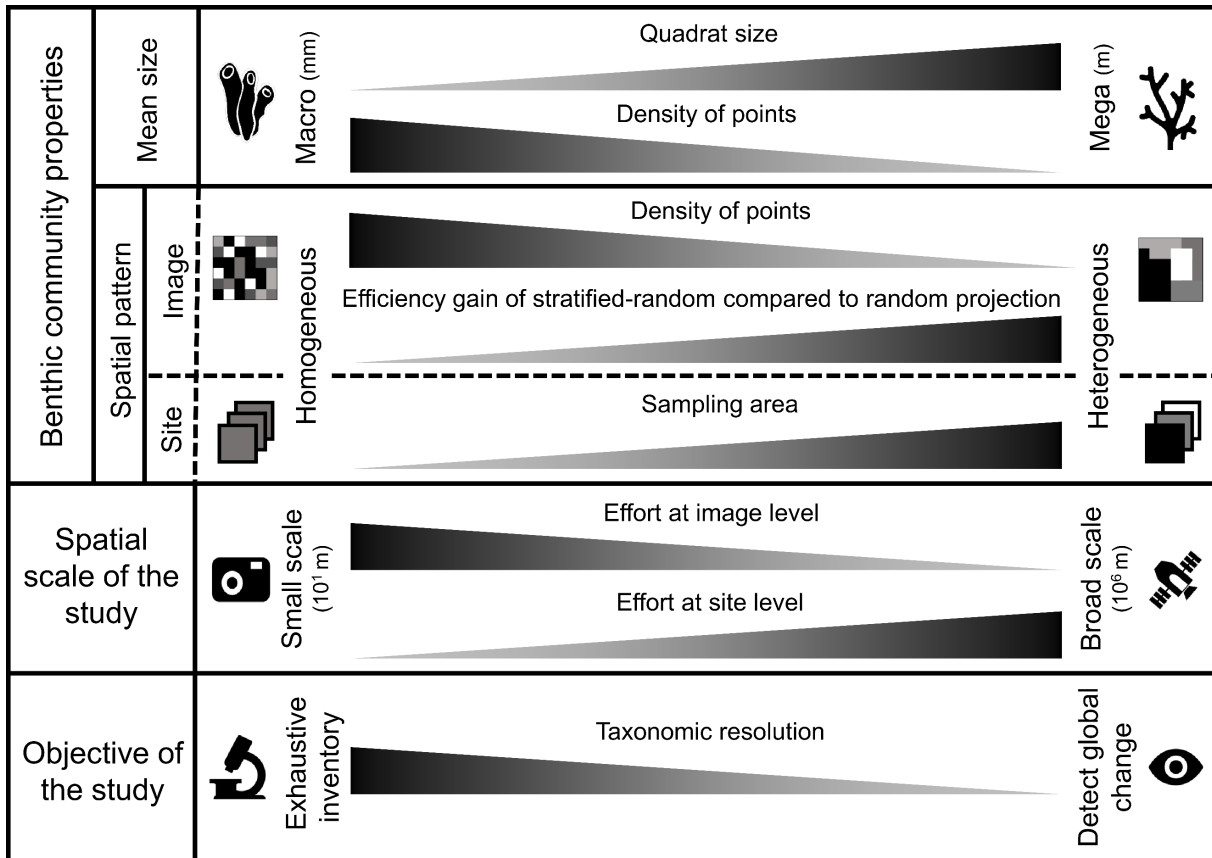 Benthic community properties
Mean size
Macro (mm)
Quadrat size
Density of points
Mega (m)
Spatial pattern
Image
Homogeneous
Density of points
Efficiency gain of stratified-random compared to random projection
Heterogeneous
Site
Sampling area
Spatial
scale of the
study
Small scale
(10¹ m)
Effort at image level
Effort at site level
Broad scale
(10⁶ m)
Objective of
the study
Exhaustive
inventory
Taxonomic resolution
Detect global
change